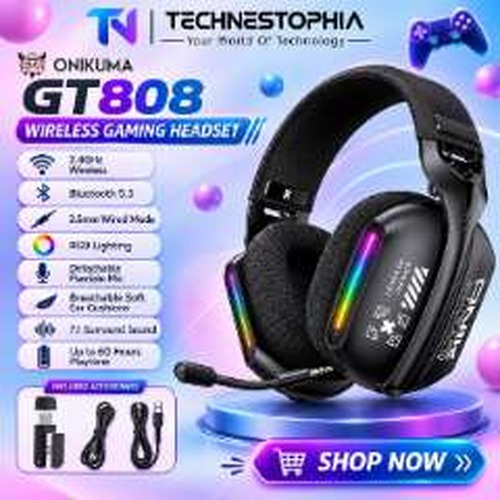 TN
TECHNESTOPHIA
Your World Of Technology
ONIKUMA
GT808
WIRELESS GAMING HEADSET
2.4GHz
Wireless
Bluetooth 5.3
3.5mm Wired Mode
RGB Lighting
Detachable
Breathable Soft
Ear Cushions
7.1 Surround Sound
Up to 60 Hours
Playtime
INCLUDED ACCESSORIES
SHOP NOW